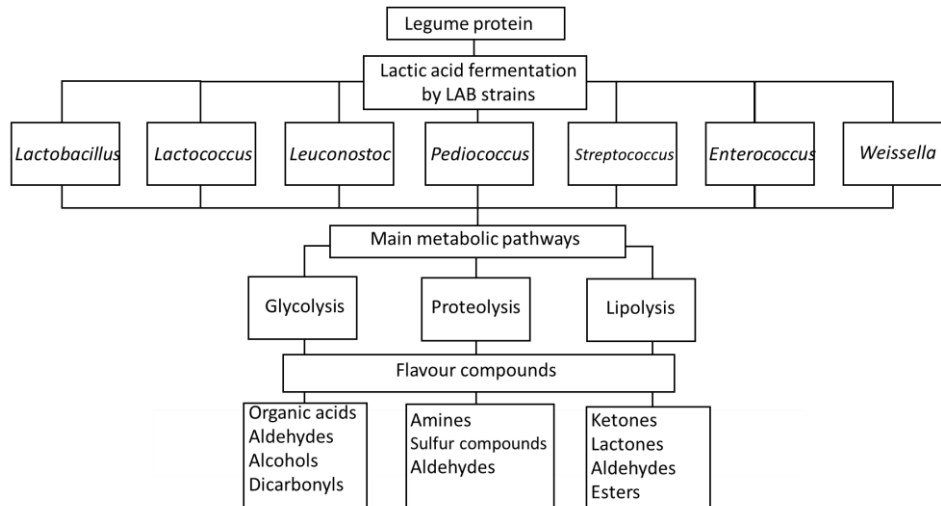 Legume protein
Lactic acid fermentation
by LAB strains
Lactobacillus
Lactococcus
Leuconostoc
Pediococcus
Streptococcus
Enterococcus
Weissella
Main metabolic pathways
Glycolysis
Proteolysis
Lipolysis
Flavour compounds
Organic acids
Aldehydes
Alcohols
Dicarbonyls
Amines
Sulfur compounds
Aldehydes
Ketones
Lactones
Aldehydes
Esters